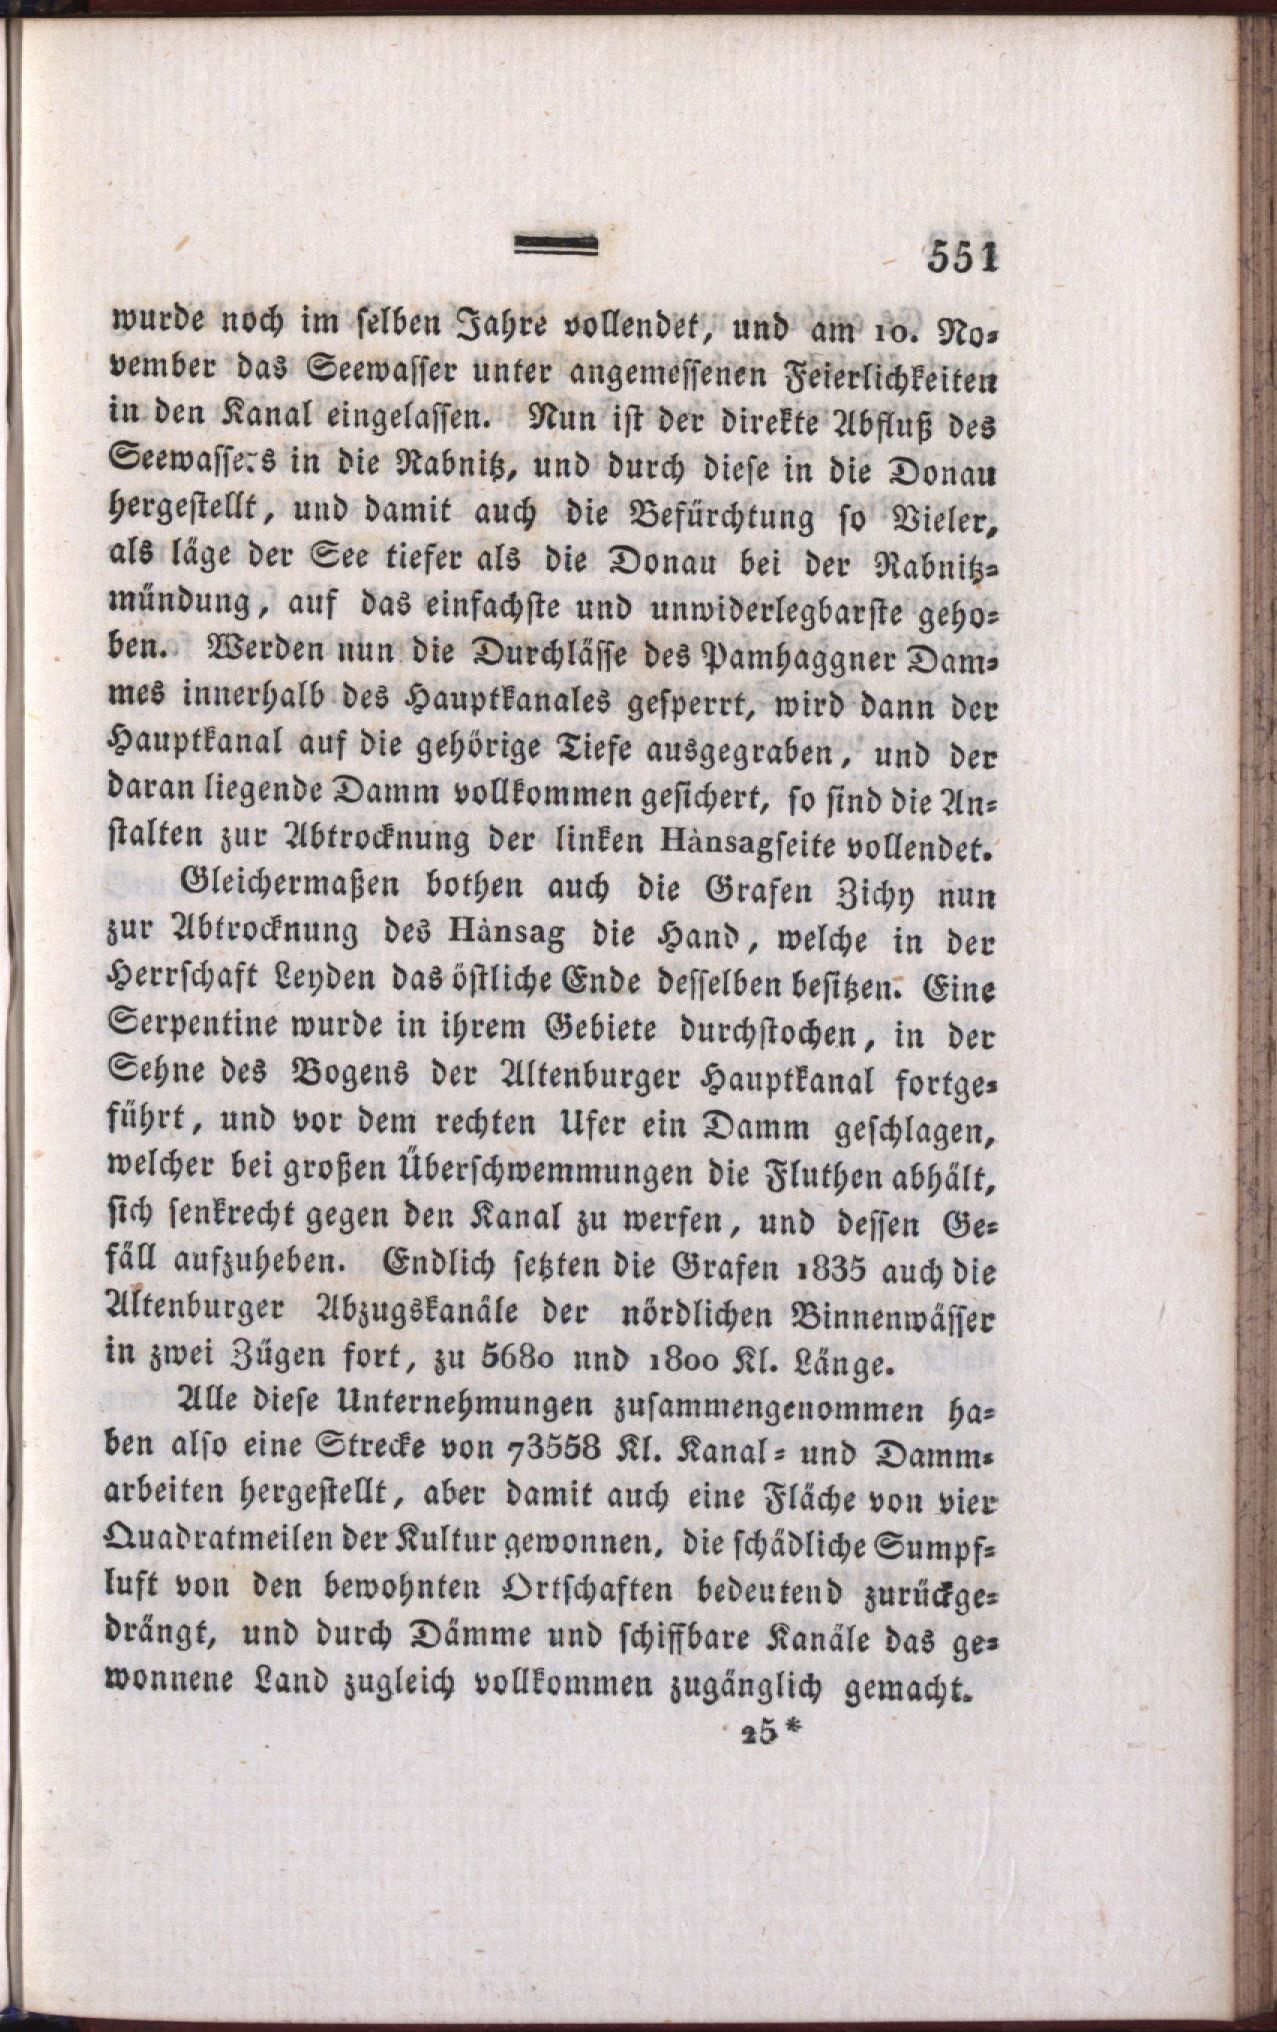 551
wurde noch im selben Jahre vollendet, und am 10. No-
vember das Seewasser unter angemessenen Feierlichkeiten
in den Kanal eingelassen. Nun ist der direkte Abfluß des
Seewassers in die Rabnitz, und durch diese in die Donau
hergestellt, und damit auch die Befürchtung so Vieler,
als läge der See tiefer als die Donau bei der Rabnitz-
mündung, auf das einfachste und unwiderlegbarste geho-
ben. Werden nun die Durchlässe des Pamhaggner Dam-
mes innerhalb des Hauptkanales gesperrt, wird dann der
Hauptkanal auf die gehörige Tiefe ausgegraben, und der
daran liegende Damm vollkommen gesichert, so sind die An-
stalten zur Abtrocknung der linken Hànsagseite vollendet.
Gleichermaßen bothen auch die Grafen Zichy nun
zur Abtrocknung des Hànsag die Hand, welche in der
Herrschaft Leyden das östliche Ende desselben besitzen. Eine
Serpentine wurde in ihrem Gebiete durchstochen, in der
Sehne des Bogens der Altenburger Hauptkanal fortge-
führt, und vor dem rechten Ufer ein Damm geschlagen,
welcher bei großen Überschwemmungen die Fluthen abhält,
sich senkrecht gegen den Kanal zu werfen, und dessen Ge-
fäll aufzuheben. Endlich setzten die Grafen 1835 auch die
Altenburger Abzugskanäle der nördlichen Binnenwässer
in zwei Zügen fort, zu 5680 und 1800 Kl. Länge.
Alle diese Unternehmungen zusammengenommen ha-
ben also eine Strecke von 73558 Kl. Kanal- und Damm-
arbeiten hergestellt, aber damit auch eine Fläche von vier
Quadratmeilen der Kultur gewonnen, die schädliche Sumpf-
luft von den bewohnten Ortschaften bedeutend zurückge-
drängt, und durch Dämme und schiffbare Kanäle das ge-
wonnene Land zugleich vollkommen zugänglich gemacht.
25*